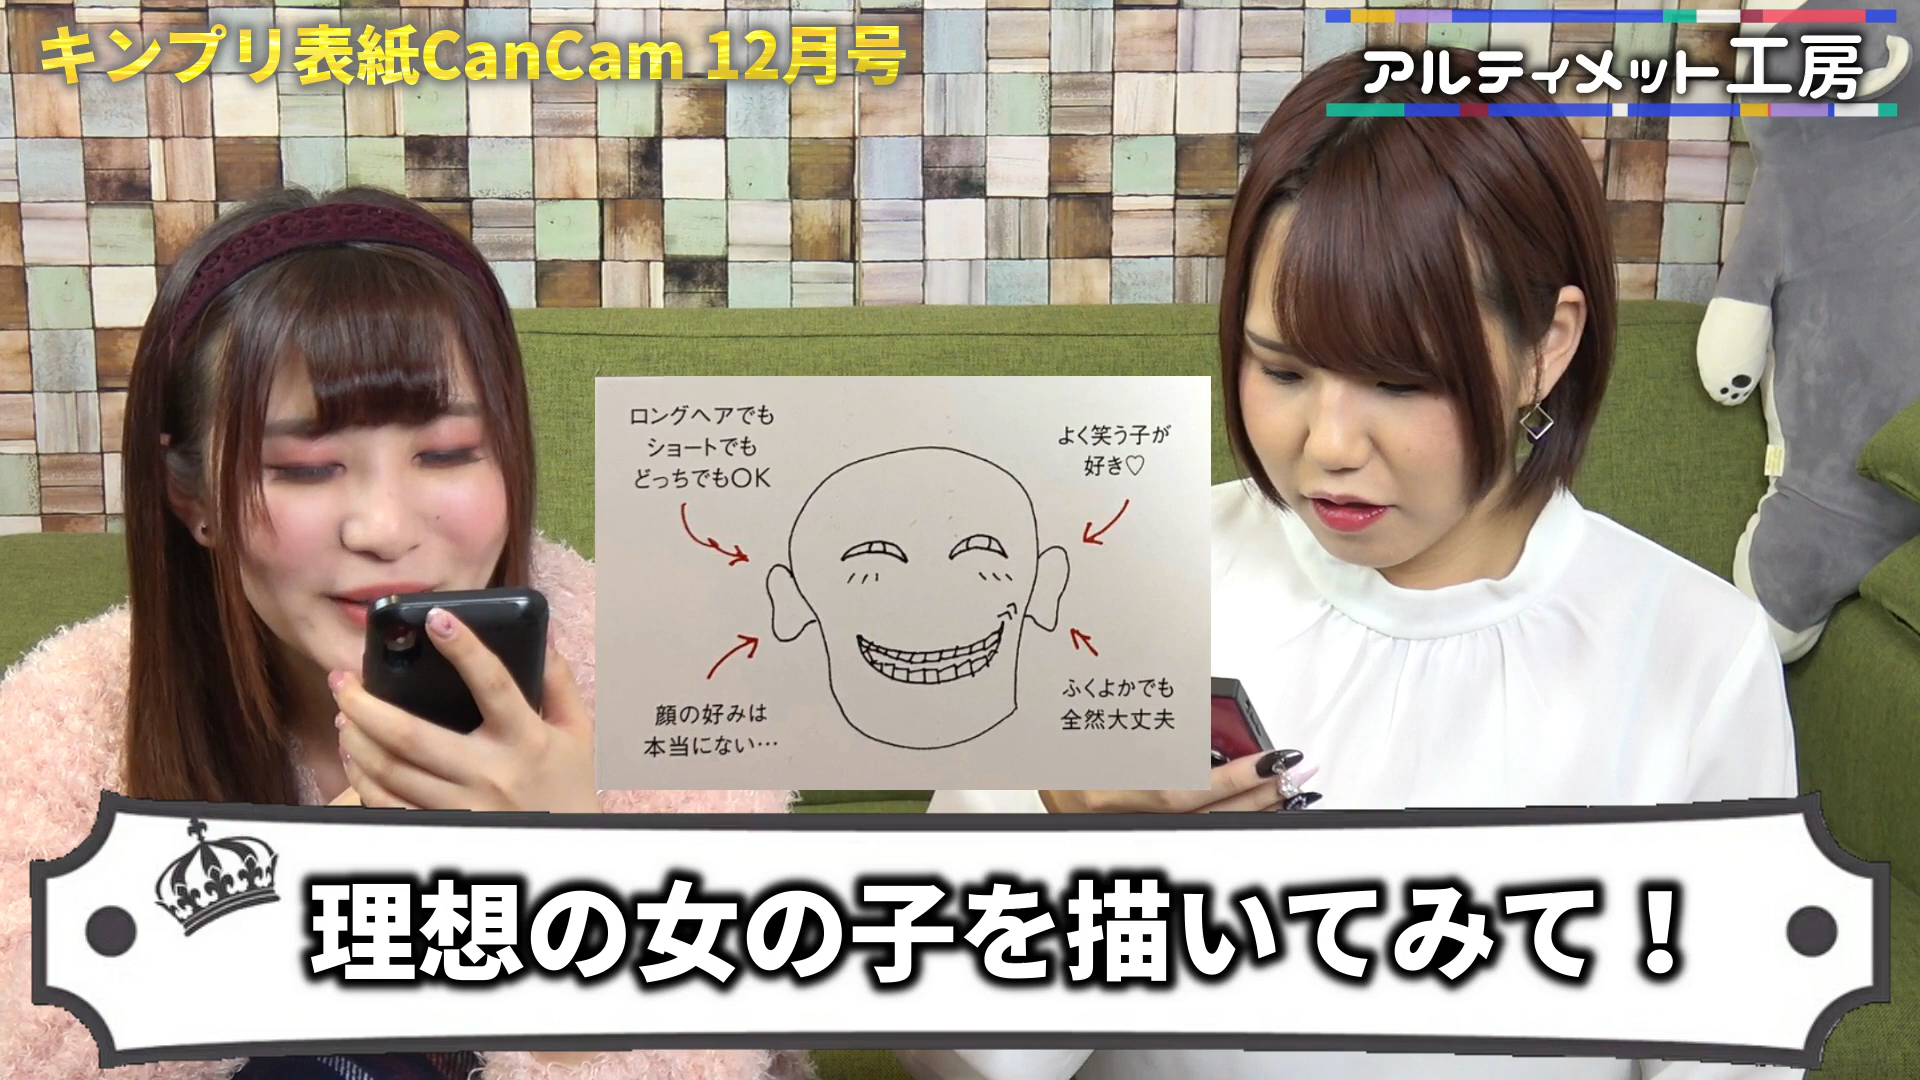 キンプリ表紙CanCam 12月号
アルティメット工房
ロングヘアでも
ショートでも
どっちでも〇K
よく笑う子が
好き♡
顔の好みは
本当にない…
ふくよかでも
全然大丈夫
理想の女の子を描いてみて！